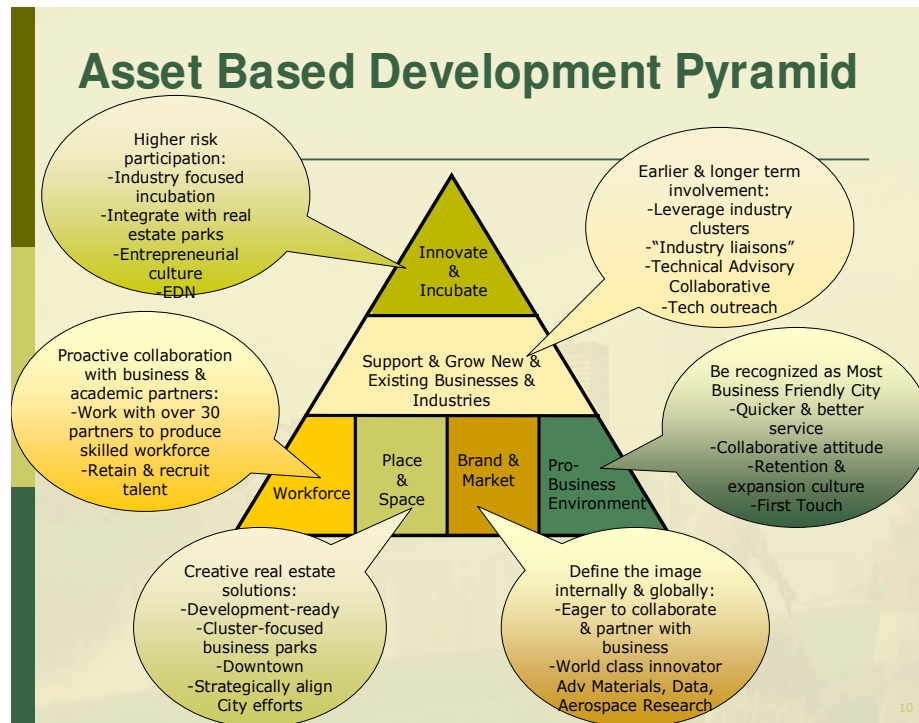 Asset Based Development Pyramid
Higher risk
participation:
-Industry focused
incubation
-Integrate with real
estate parks
-Entrepreneurial
culture
-EDN
Earlier & longer term
involvement:
-Leverage industry
clusters
-“Industry liaisons”
-Technical Advisory
Collaborative
-Tech outreach
Innovate
&
Incubate
Support & Grow New &
Existing Businesses &
Industries
Proactive collaboration
with business &
academic partners:
-Work with over 30
partners to produce
skilled workforce
-Retain & recruit
talent
Be recognized as Most
Business Friendly City
-Quicker & better
service
-Collaborative attitude
-Retention &
expansion culture
-First Touch
Workforce
Place
&
Space
Brand &
Market
Pro-
Business
Environment
Creative real estate
solutions:
-Development-ready
-Cluster-focused
business parks
-Downtown
-Strategically align
City efforts
Define the image
internally & globally:
-Eager to collaborate
& partner with
business
-World class innovator
Adv Materials, Data,
Aerospace Research
10